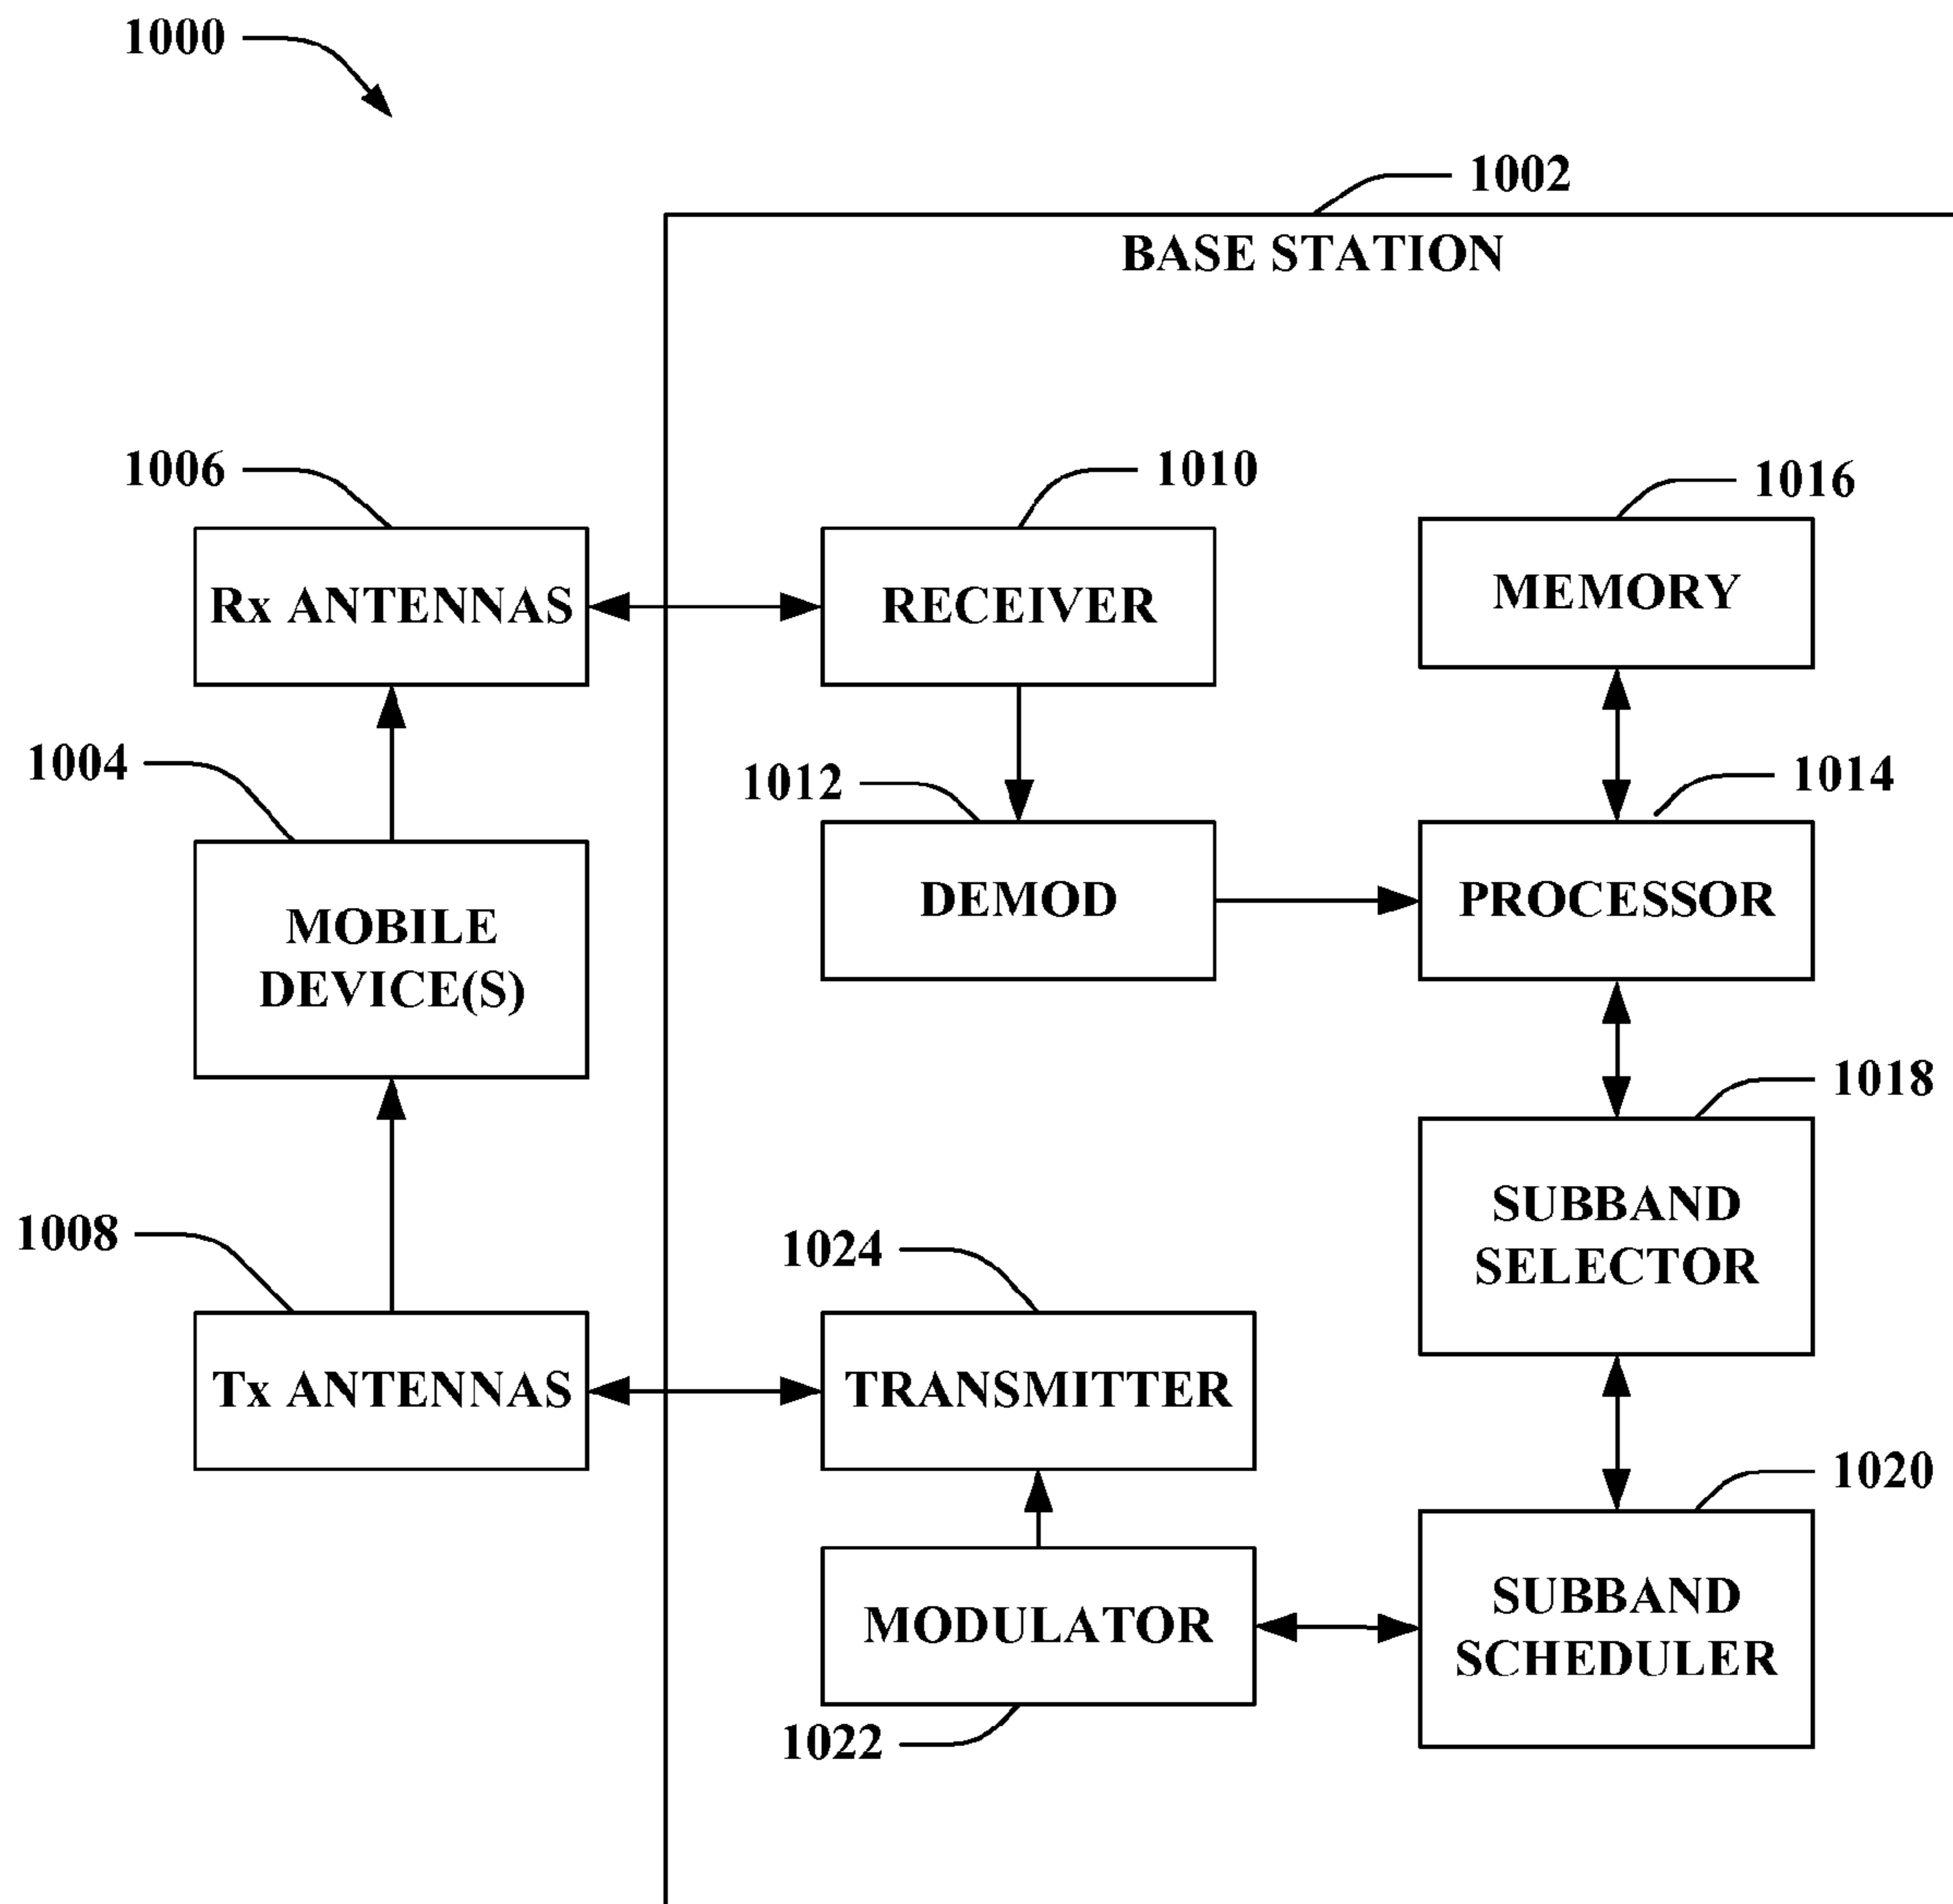 1000
1002
BASE STATION
1006
1010
1016
Rx ANTENNAS
RECEIVER
MEMORY
1004
1012
1014
MOBILE
DEVICE(S)
DEMOD
PROCESSOR
1018
1008
1024
SUBBAND
SELECTOR
Tx ANTENNAS
TRANSMITTER
1020
MODULATOR
SUBBAND
SCHEDULER
1022